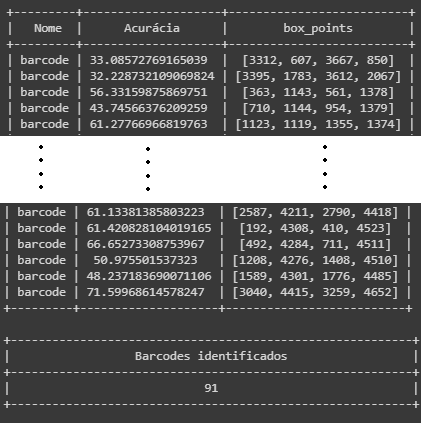 +---------+--------------------+--------------------------+
| Nome | Acurácia | box_points |
+---------+--------------------+--------------------------+
| barcode | 33.08572769165039 | [3312, 607, 3667, 850] |
| barcode | 32.228732109069824 | [3395, 1783, 3612, 2067] |
| barcode | 56.33159875869751 | [363, 1143, 561, 1378] |
| barcode | 43.74566376209259 | [710, 1144, 954, 1379] |
| barcode | 61.27766966819763 | [1123, 1119, 1355, 1374] |
| barcode | 61.13381385803223 | [2587, 4211, 2790, 4418] |
| barcode | 61.420828104019165 | [192, 4308, 410, 4523] |
| barcode | 66.65273308753967 | [492, 4284, 711, 4511] |
| barcode | 50.975501537323 | [1208, 4276, 1408, 4510] |
| barcode | 48.237183690071106 | [1589, 4301, 1776, 4485] |
| barcode | 71.59968614578247 | [3040, 4415, 3259, 4652] |
+---------+--------------------+--------------------------+
+---------------------------------------------------------+
| Barcodes identificados |
+---------------------------------------------------------+
| 91 |
+---------------------------------------------------------+